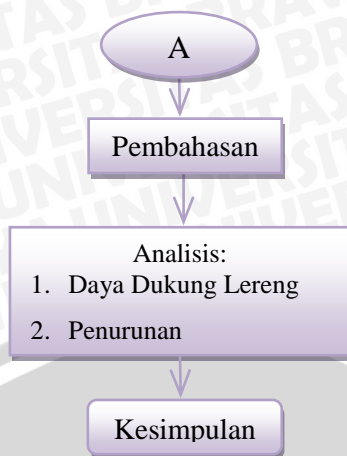 A
Pembahasan
Analisis:
1. Daya Dukung Lereng
2. Penurunan
Kesimpulan